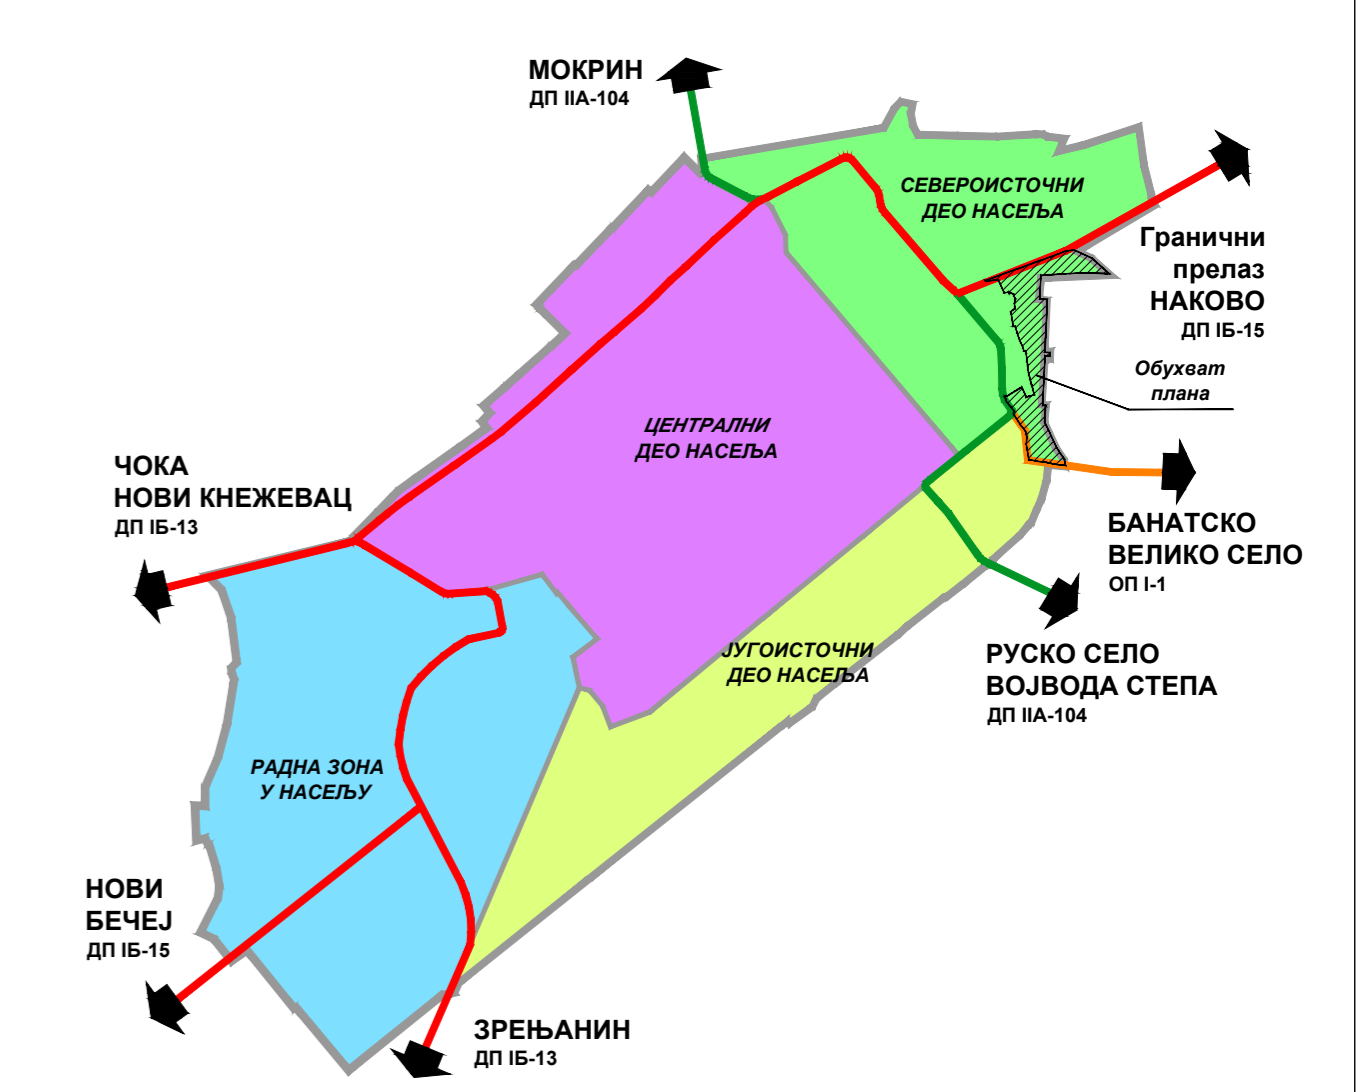 МОКРИН
ДП IIА-104
СЕВЕРОИСТОЧНИ
ДЕО НАСЕЉА
Гранични
прелаз
НАКОВО
ДП IБ-15
Обухват
плана
ЦЕНТРАЛНИ
ДЕО НАСЕЉА
ЧОКА
НОВИ КНЕЖЕВАЦ
ДП IБ-13
БАНАТСКО
ВЕЛИКО СЕЛО
ОП I-1
ЈУГОИСТОЧНИ
ДЕО НАСЕЉА
РУСКО СЕЛО
ВОЈВОДА СТЕПА
ДП IIА-104
РАДНА ЗОНА
У НАСЕЉУ
НОВИ
БЕЧЕЈ
ДП IБ-15
ЗРЕЊАНИН
ДП IБ-13